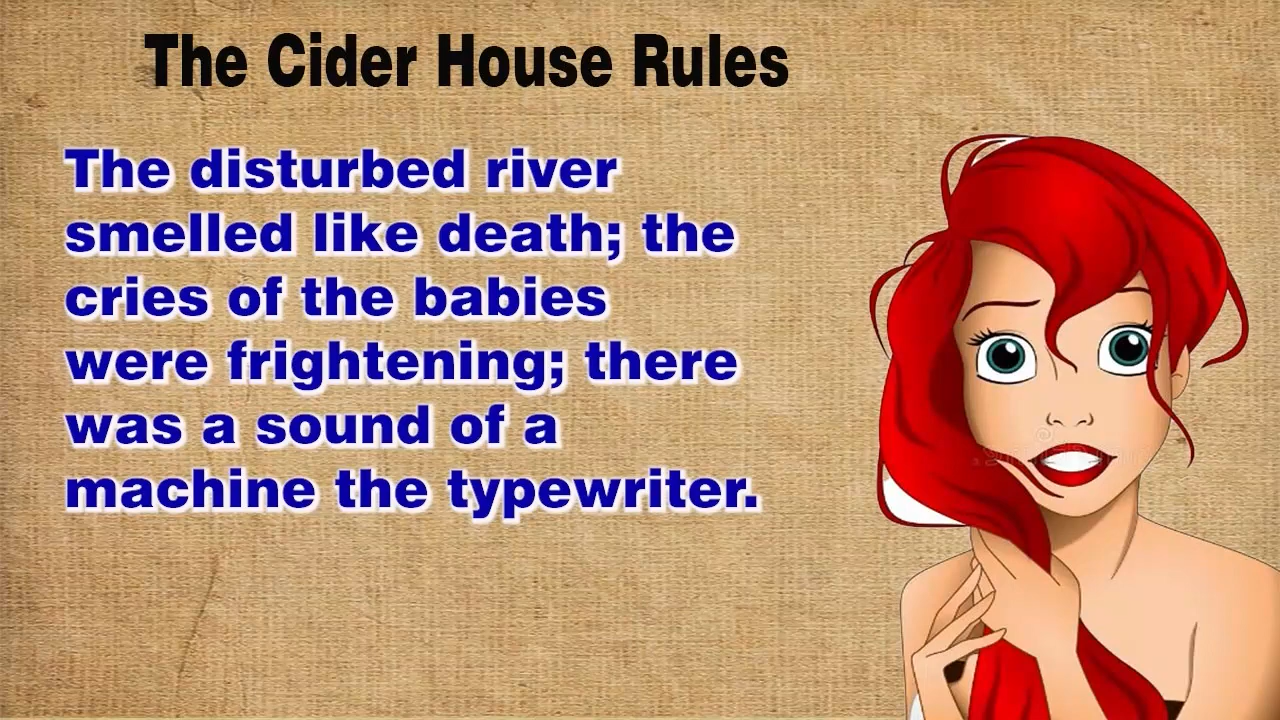 The Cider House Rules
The disturbed river
smelled like death; the
cries of the babies
were frightening; there
was a sound of a
machine the typewriter.